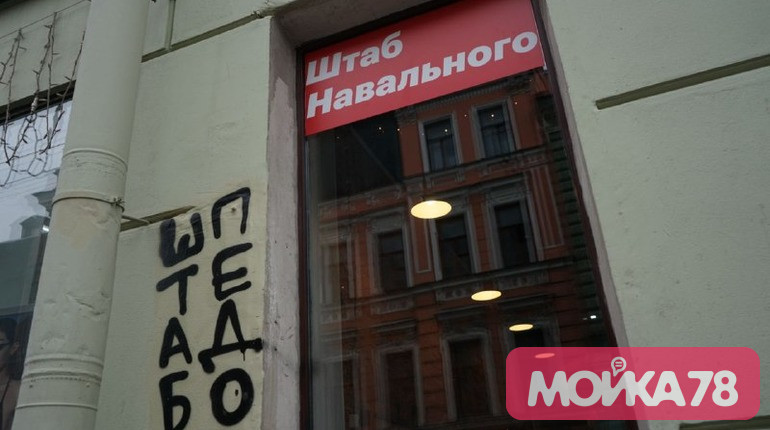 Штаб
Навального
ШТАБ
ПЕДО
МОЙКА78